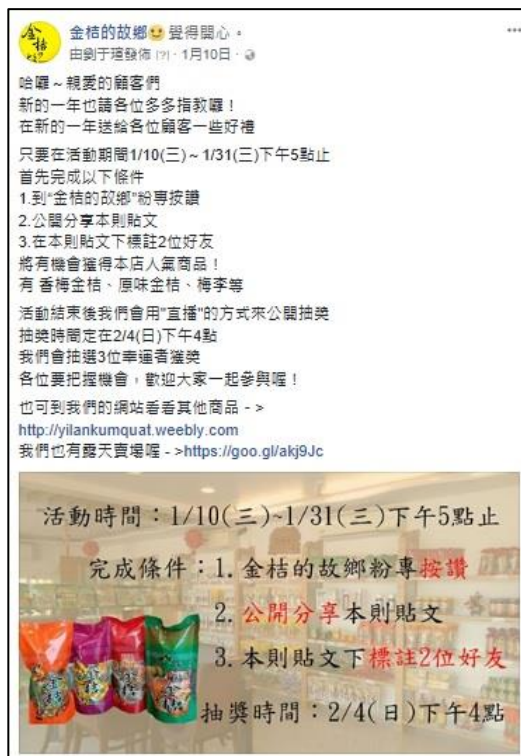 金桔的故鄉 覺得開心。
由劉于瑄發佈 [?]·1月10日·
哈囉~親愛的顧客們
新的一年也請各位多多指教囉！
在新的一年送給各位顧客一些好禮
只要在活動期間1/10(三)~1/31(三)下午5點止
首先完成以下條件
1.到"金桔的故鄉"粉專按讚
2.公開分享本則貼文
3.在本則貼文下標註2位好友
將有機會獲得本店人氣商品！
有 香梅金桔、原味金桔、梅李等
活動結束後我們會用"直播"的方式來公開抽獎
抽獎時間定在2/4(日)下午4點
我們會抽選3位幸運者獲獎
各位要把握機會，歡迎大家一起參與喔！
也可到我們的網站看看其他商品 - >
http://yilankumquat.weebly.com
我們也有露天賣場喔 - >https://goo.gl/akj9Jc
活動時間：1/10(三)~1/31(三)下午5點止
完成條件：1.金桔的故鄉粉專按讚
2.公開分享本則貼文
3.本則貼文下標註2位好友
抽獎時間：2/4(日)下午4點
金桔
金桔
金桔
金桔